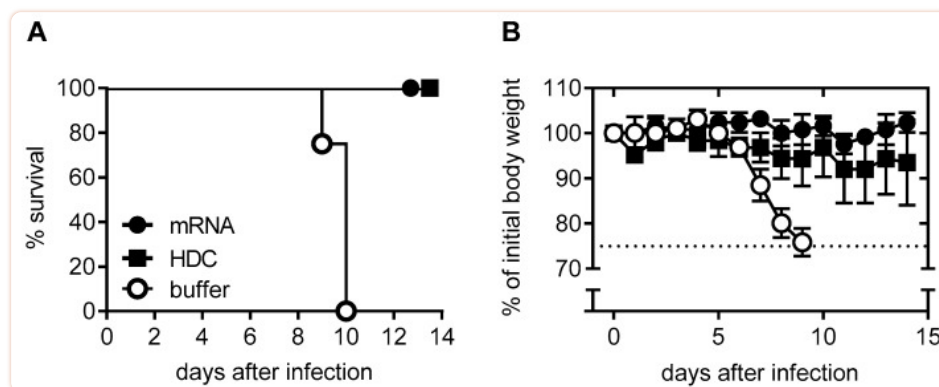 A
% survival
100
80
60
40
20
0
mRNA
HDC
buffer
0 2 4 6 8 10 12 14
days after infection
B
% of initial body weight
110
100
90
80
70
0 5 10 15
days after infection